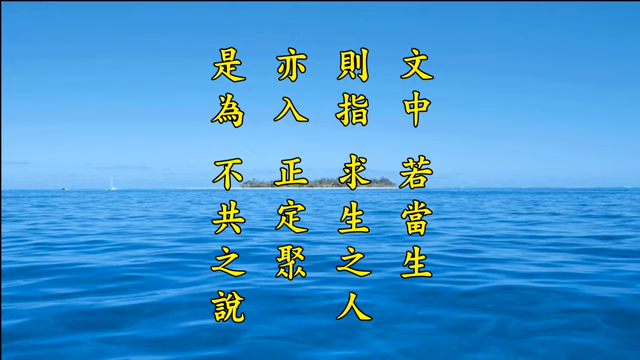 文中 若當生
則指 求生之人
亦入 正定聚
是為 不共之說